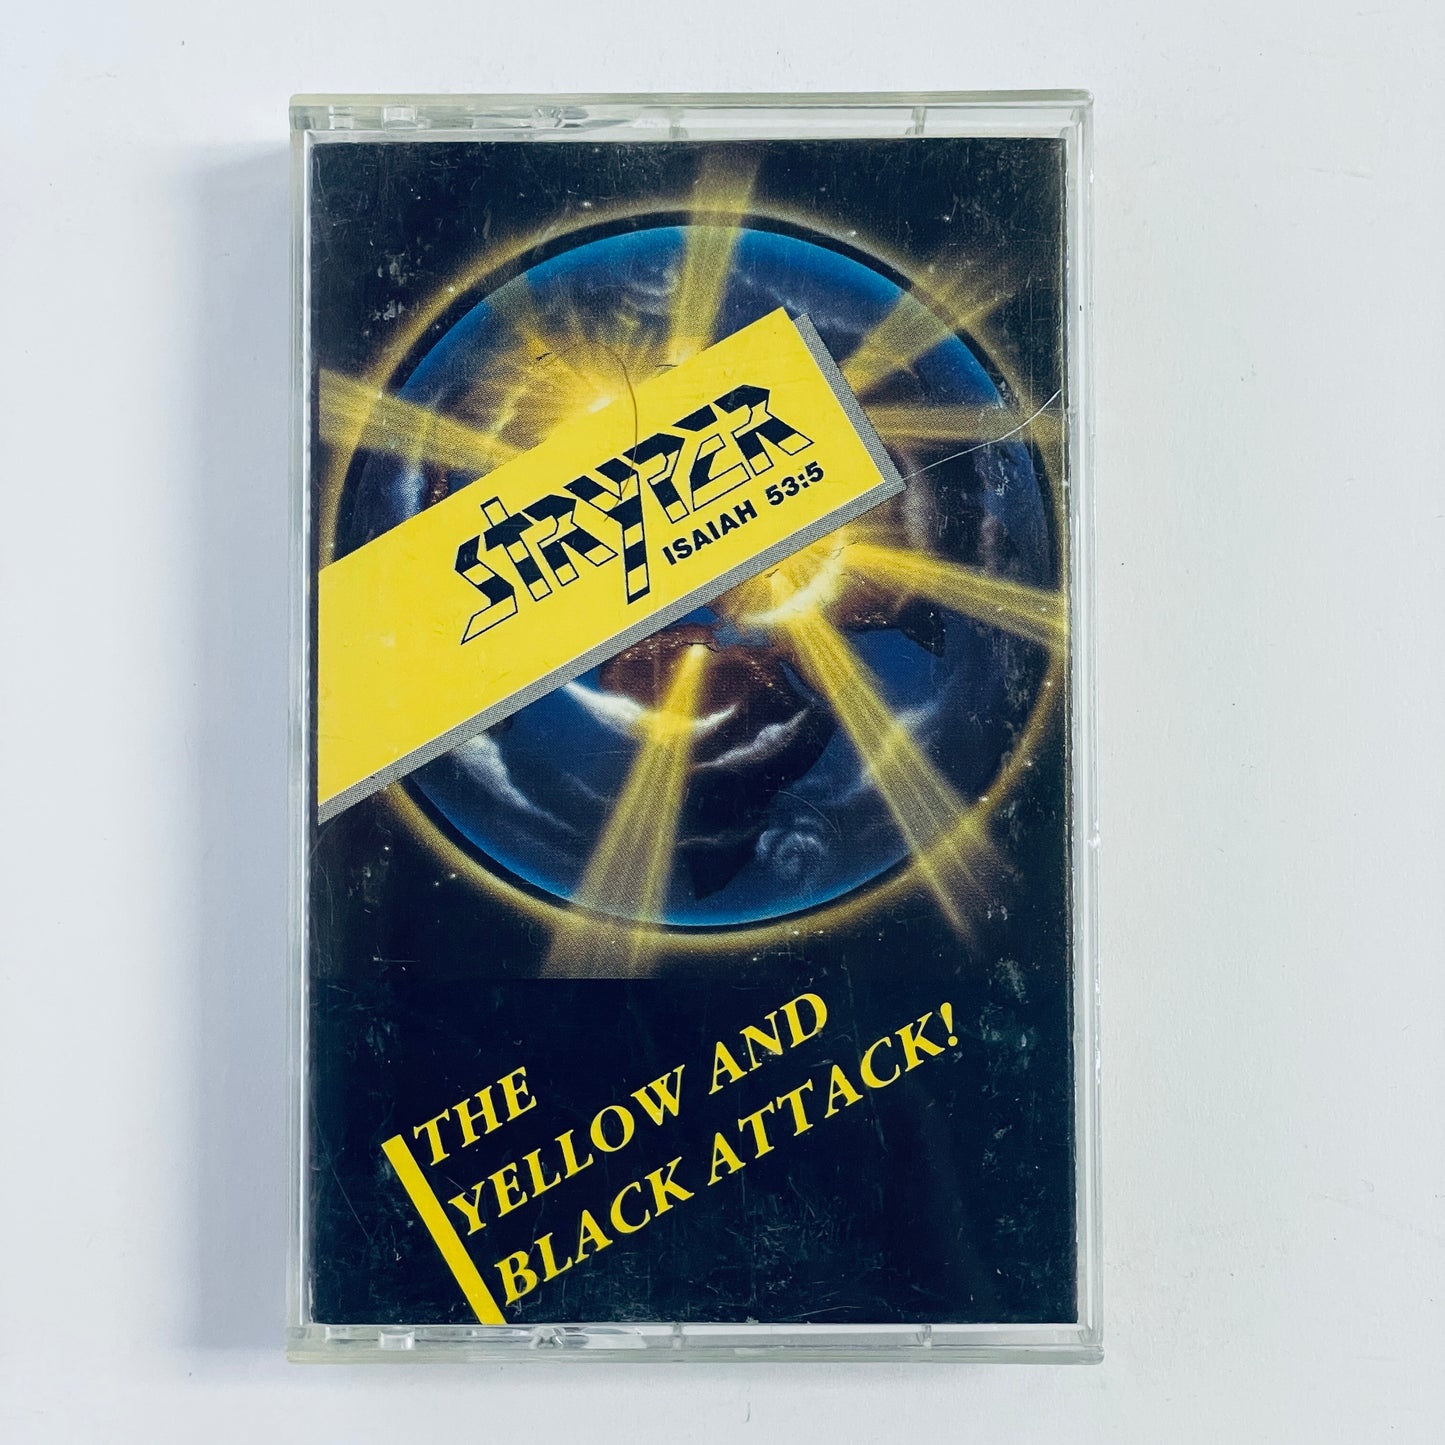 STRYPER
ISAIAH 53:5
THE
YELLOW AND
BLACK ATTACK!